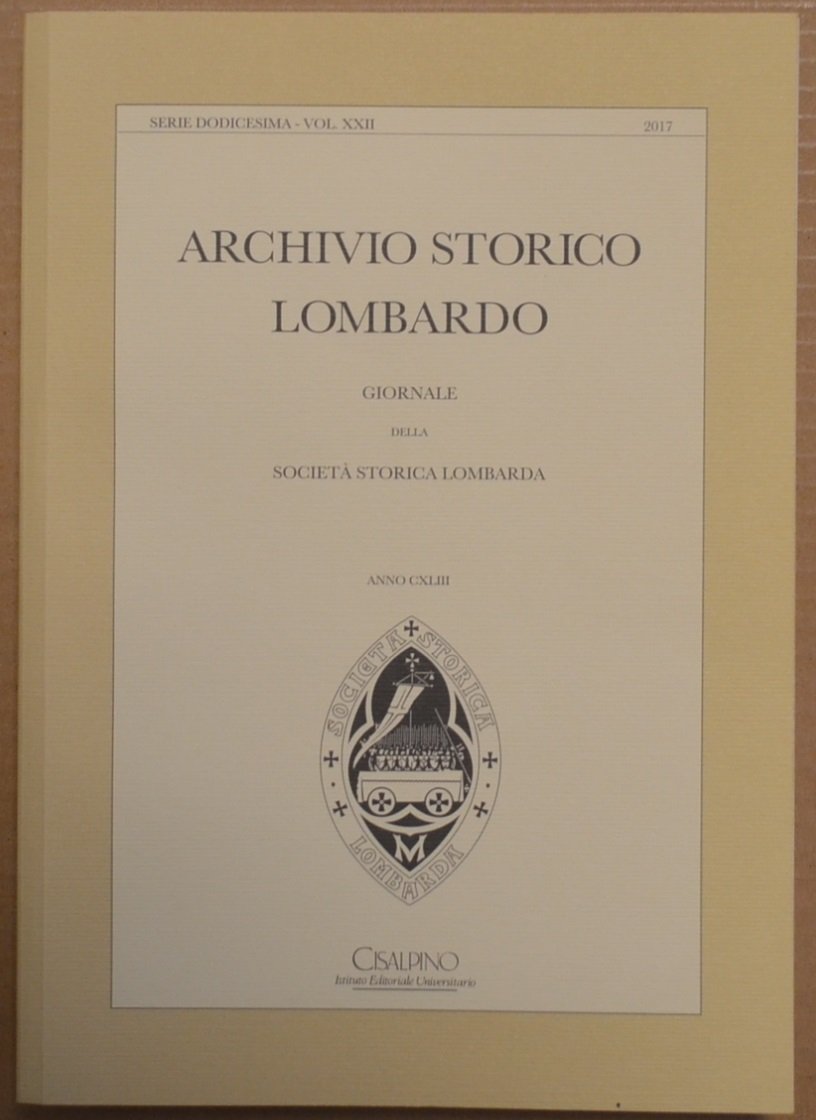 SERIE DODICESIMA - VOL. XXII 2017
ARCHIVIO STORICO
LOMBARDO
GIORNALE
DELLA
SOCIETÀ STORICA LOMBARDA
ANNO CXLIII
SOCIETA STORICA
LOMBARDA
M
CISALPINO
Istituto Editoriale Universitario